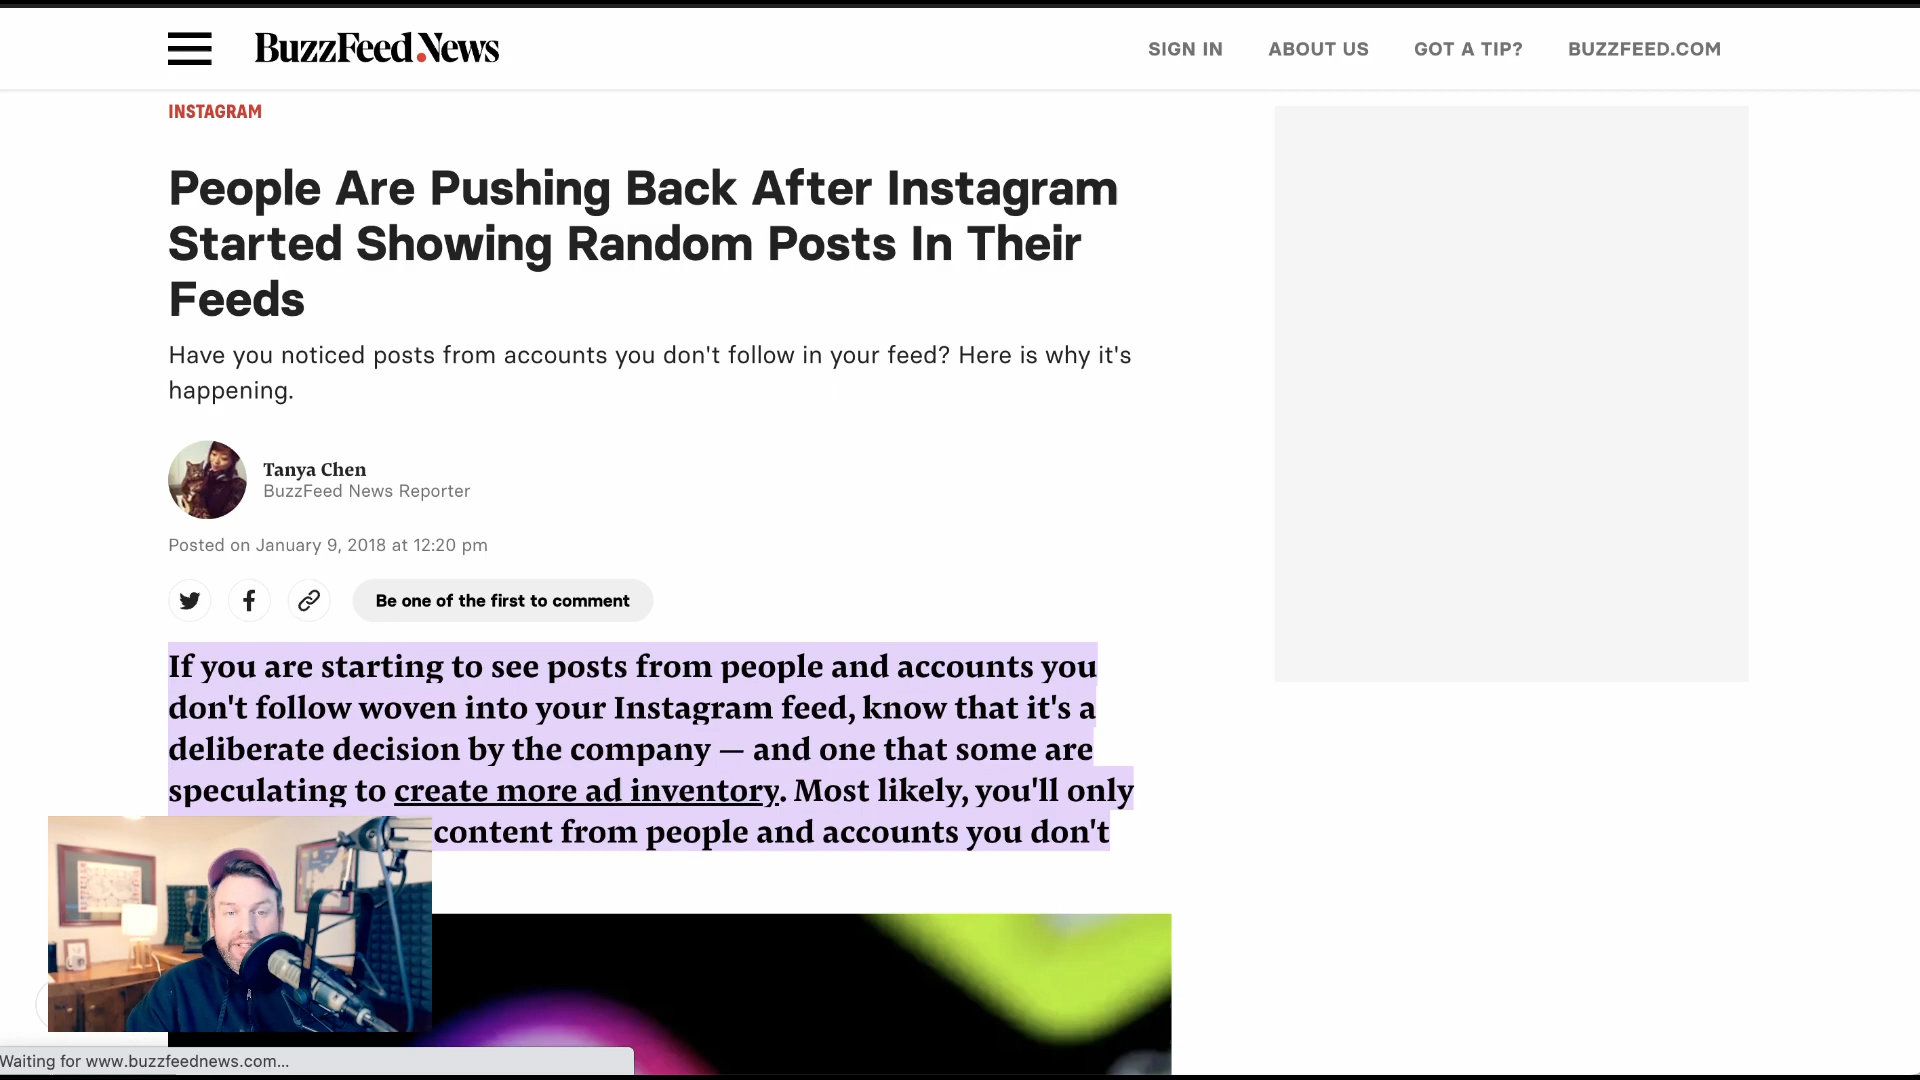 BuzzFeed News
SIGN IN
ABOUT US
GOT A TIP?
BUZZFEED.COM
INSTAGRAM
People Are Pushing Back After Instagram
Started Showing Random Posts In Their
Feeds
Have you noticed posts from accounts you don't follow in your feed? Here is why it's
happening.
Tanya Chen
BuzzFeed News Reporter
Posted on January 9, 2018 at 12:20 pm
Be one of the first to comment
If you are starting to see posts from people and accounts you
don't follow woven into your Instagram feed, know that it's a
deliberate decision by the company — and one that some are
speculating to create more ad inventory. Most likely, you'll only
content from people and accounts you don't
Waiting for www.buzzfeednews.com...